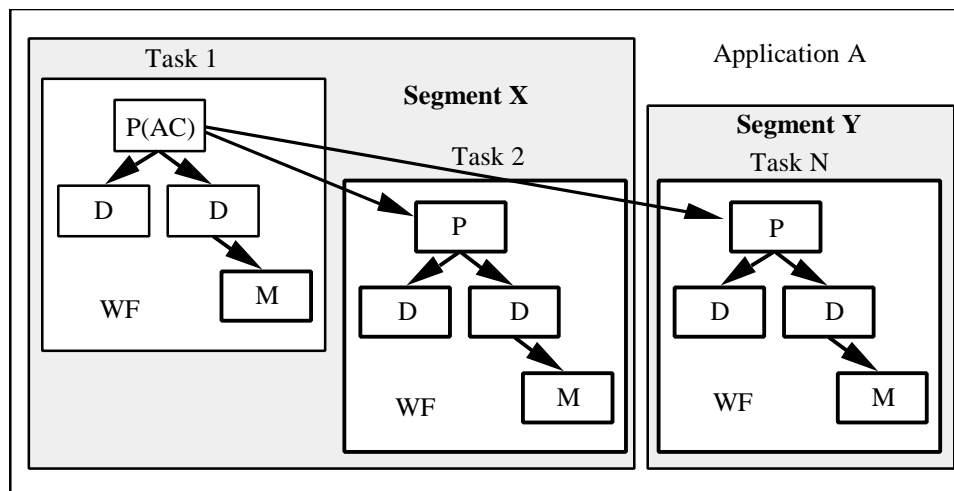 Task 1
Application A
Segment X
P(AC)
Segment Y
Task 2
Task N
D
D
P
P
M
WF
D
D
D
D
WF
M
WF
M